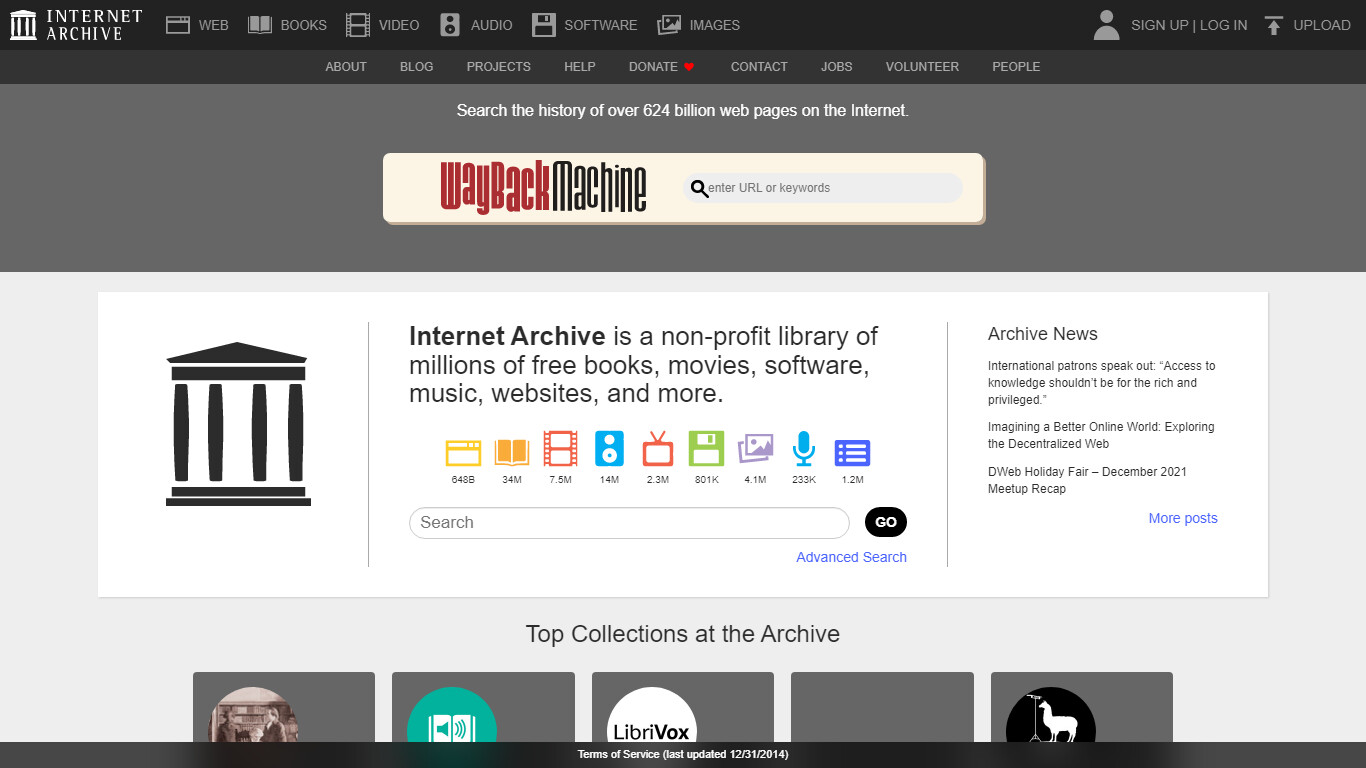 INTERNET
ARCHIVE
WEB BOOKS VIDEO AUDIO SOFTWARE IMAGES SIGN UP | LOG IN UPLOAD
ABOUT BLOG PROJECTS HELP DONATE CONTACT JOBS VOLUNTEER PEOPLE
Search the history of over 624 billion web pages on the Internet.
WayBackMachine
enter URL or keywords
Internet Archive is a non-profit library of
millions of free books, movies, software,
music, websites, and more.
648B 34M 7.5M 14M 2.3M 801K 4.1M 233K 1.2M
Search
GO
Advanced Search
Archive News
International patrons speak out: “Access to
knowledge shouldn’t be for the rich and
privileged.”
Imagining a Better Online World: Exploring
the Decentralized Web
DWeb Holiday Fair – December 2021
Meetup Recap
More posts
Top Collections at the Archive
LibriVox
Terms of Service (last updated 12/31/2014)